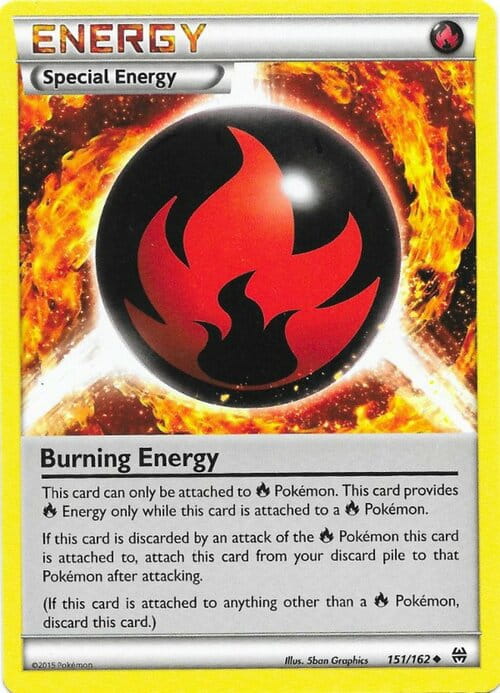 ENERGY
Special Energy
Burning Energy
This card can only be attached to 🔥 Pokémon. This card provides
🔥 Energy only while this card is attached to a 🔥 Pokémon.
If this card is discarded by an attack of the 🔥 Pokémon this card
is attached to, attach this card from your discard pile to that
Pokémon after attacking.
(If this card is attached to anything other than a 🔥 Pokémon,
discard this card.)
©2015 Pokémon
Illus. 5ban Graphics
151/162 ◆